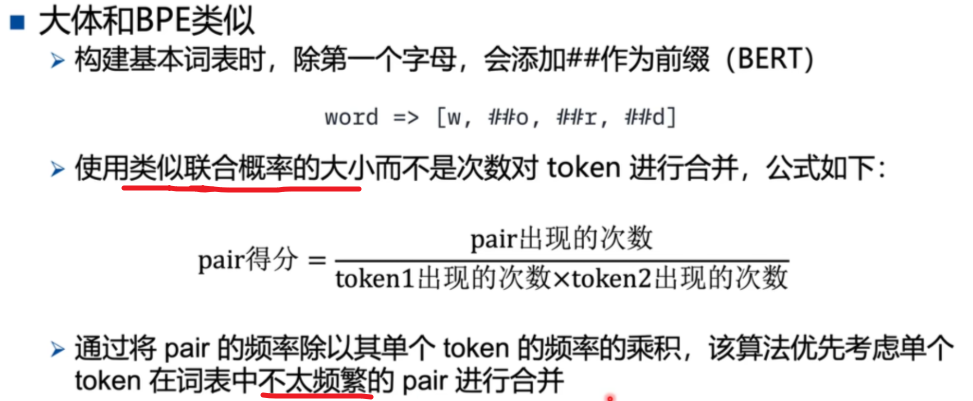 大体和BPE类似
构建基本词表时，除第一个字母，会添加##作为前缀（BERT）
word => [w, ##o, ##r, ##d]
使用类似联合概率的大小而不是次数对 token 进行合并，公式如下：
pair得分 = pair出现的次数 / token1出现的次数×token2出现的次数
通过将 pair 的频率除以其单个 token 的频率的乘积，该算法优先考虑单个
token 在词表中不太频繁的 pair 进行合并